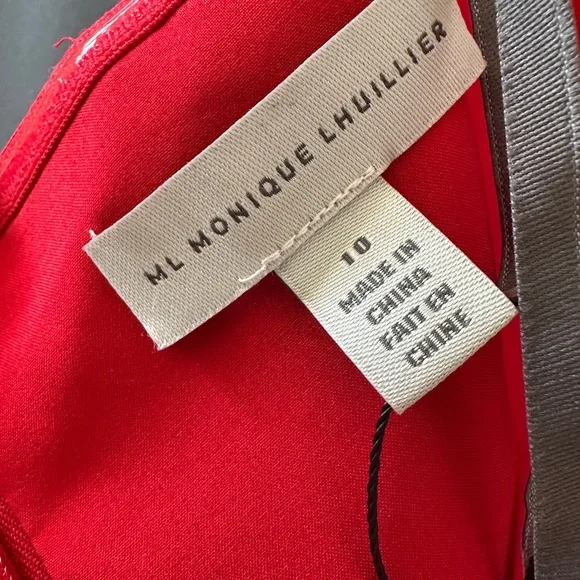 ML MONIQUE LHUILLIER
10
MADE IN
CHINA
FAIT EN
CHINE